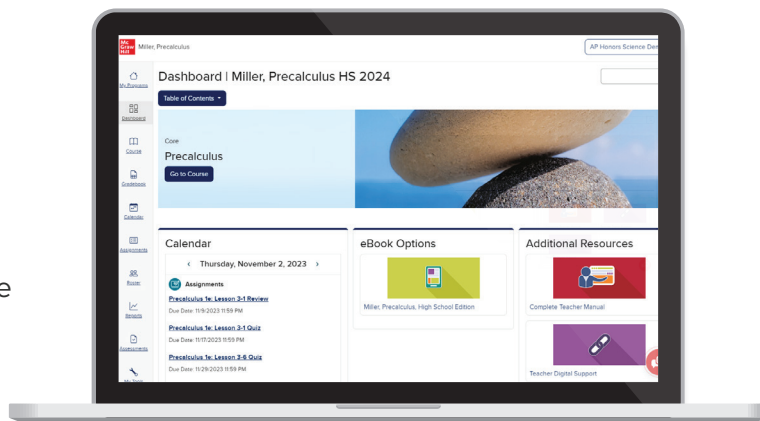 Mc
Graw
Hill
Miller, Precalculus
AP Honors Science
My Programs
Dashboard | Miller, Precalculus HS 2024
Table of Contents
Dashboard
Course
Core
Precalculus
Go to Course
Gradebook
Calendar
Assignments
Roster
Reports
Assessments
Calendar
Thursday, November 2, 2023
Assignments
Precalculus 1e: Lesson 3-1 Review
Due Date: 11/9/2023 11:59 PM
Precalculus 1e: Lesson 3-1 Quiz
Due Date: 11/17/2023 11:59 PM
Precalculus 1e: Lesson 3-6 Quiz
Due Date: 11/29/2023 11:59 PM
eBook Options
Miller, Precalculus, High School Edition
Additional Resources
Complete Teacher Manual
Teacher Digital Support
e